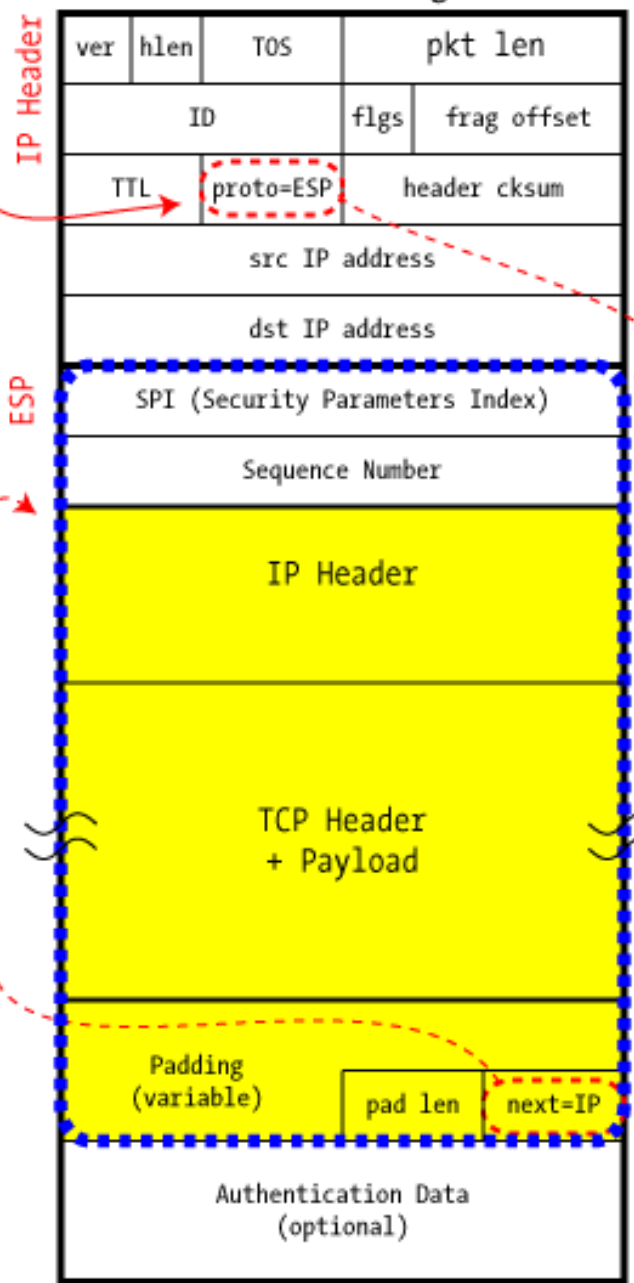 IP Header
ver hlen TOS pkt len
ID flgs frag offset
TTL proto=ESP header cksum
src IP address
dst IP address
ESP
SPI (Security Parameters Index)
Sequence Number
IP Header
TCP Header
+ Payload
Padding
(variable)
pad len next=IP
Authentication Data
(optional)